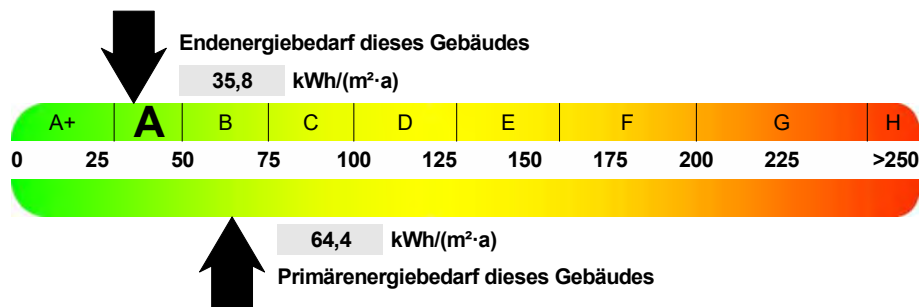 Endenergiebedarf dieses Gebäudes
35,8 kWh/(m²·a)
A+ A B C D E F G H
0 25 50 75 100 125 150 175 200 225 >250
64,4 kWh/(m²·a)
Primärenergiebedarf dieses Gebäudes